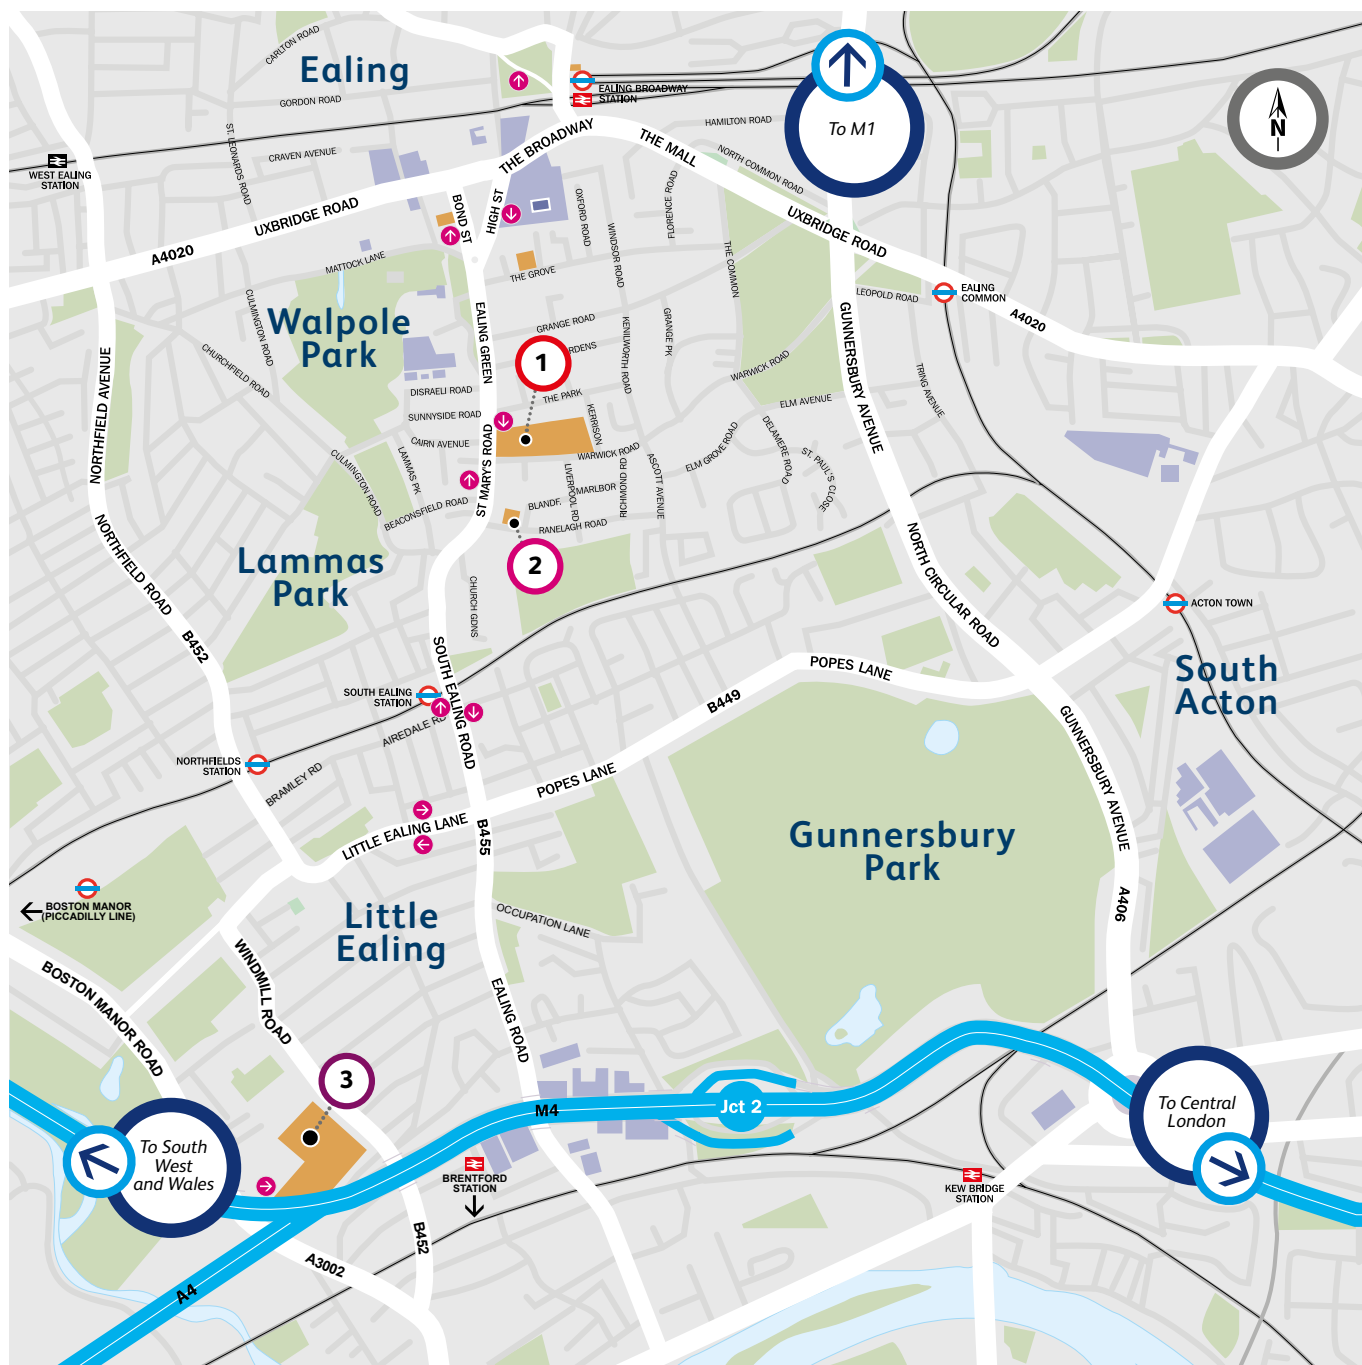 CARLTON ROAD
Ealing
GORDON ROAD
EALING BROADWAY
STATION
To M1
N
HAMILTON ROAD
THE BROADWAY
THE MALL
ST. LEONARDS ROAD
CRAVEN AVENUE
NORTH COMMON ROAD
WEST EALING
STATION
UXBRIDGE ROAD
A4020
BOND ST
HIGH ST
OXFORD ROAD
WINDSOR ROAD
FLORENCE ROAD
THE COMMON
UXBRIDGE ROAD
MATTOCK LANE
THE GROVE
LEOPOLD ROAD
EALING
COMMON
A4020
CULMINGTON ROAD
Walpole
Park
EALING GREEN
GRANGE ROAD
RDENS
KENILWORTH ROAD
GRANGE PK
GUNNERSBURY AVENUE
CHURCHFIELD ROAD
NORTHFIELD AVENUE
1
WARWICK ROAD
TRING AVENUE
DISRAELI ROAD
THE PARK
ELM AVENUE
SUNNYSIDE ROAD
KERRISON
CAIRN AVENUE
ST MARY'S ROAD
WARWICK ROAD
ELM GROVE ROAD
DELAMERE ROAD
ST. PAUL'S CLOSE
LAMMAS PK
CULMINGTON ROAD
LIVERPOOL RD
RICHMOND RD
ASCOTT AVENUE
MARLBOR
BLANDF.
BEACONSFIELD ROAD
RANELAGH ROAD
NORTHFIELD ROAD
2
Lammas
Park
NORTH CIRCULAR ROAD
CHURCH GDNS
ACTON TOWN
B452
SOUTH EALING ROAD
POPES LANE
South
Acton
SOUTH EALING
STATION
B449
AIREDALE RD
GUNNERSBURY AVENUE
NORTHFIELDS
STATION
BRAMLEY RD
POPES LANE
LITTLE EALING LANE
B455
Gunnersbury
Park
BOSTON MANOR
(PICCADILLY LINE)
A406
Little
Ealing
OCCUPATION LANE
WINDMILL ROAD
BOSTON MANOR ROAD
EALING ROAD
3
M4
Jct 2
To Central
London
To South
West
and Wales
BRENTFORD
STATION
KEW BRIDGE
STATION
B452
A3002
A4